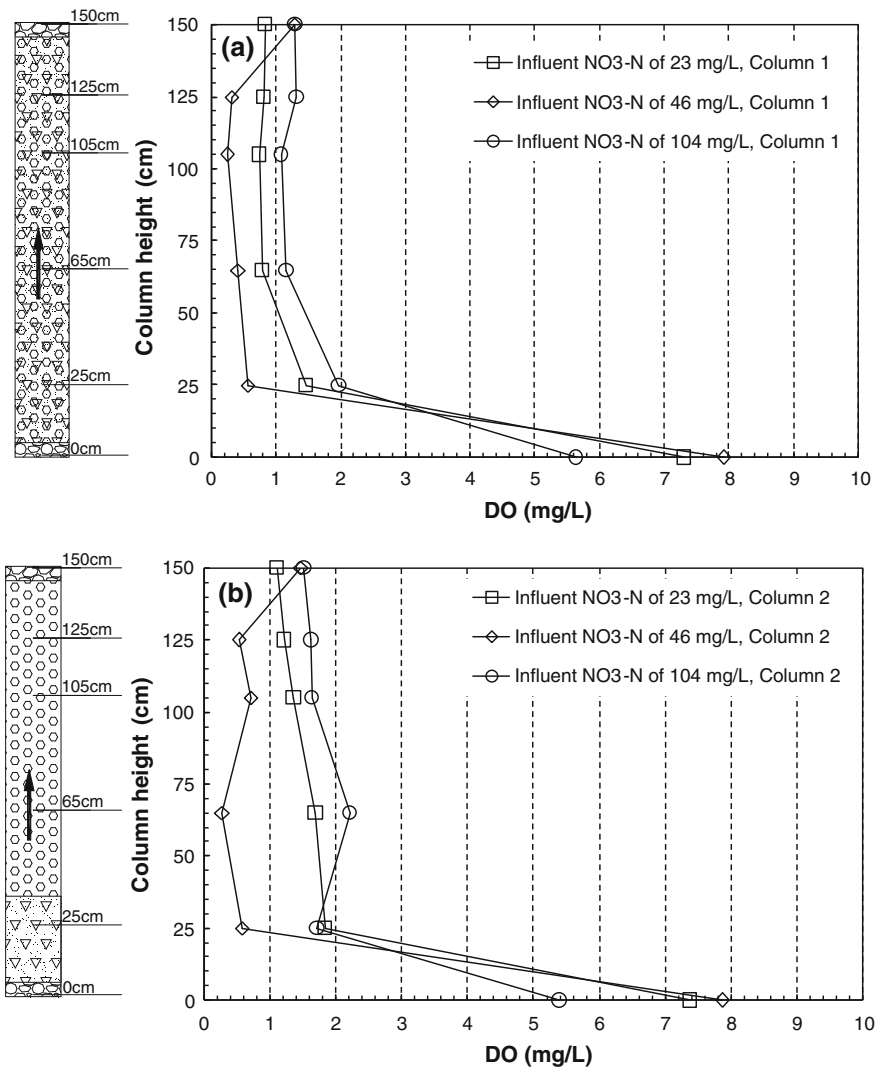 150cm
125cm
105cm
65cm
25cm
0cm
(a)
Column height (cm)
150
125
100
75
50
25
0
0 1 2 3 4 5 6 7 8 9 10
DO (mg/L)
Influent NO3-N of 23 mg/L, Column 1
Influent NO3-N of 46 mg/L, Column 1
Influent NO3-N of 104 mg/L, Column 1
150cm
125cm
105cm
65cm
25cm
0cm
(b)
Column height (cm)
150
125
100
75
50
25
0
0 1 2 3 4 5 6 7 8 9 10
DO (mg/L)
Influent NO3-N of 23 mg/L, Column 2
Influent NO3-N of 46 mg/L, Column 2
Influent NO3-N of 104 mg/L, Column 2